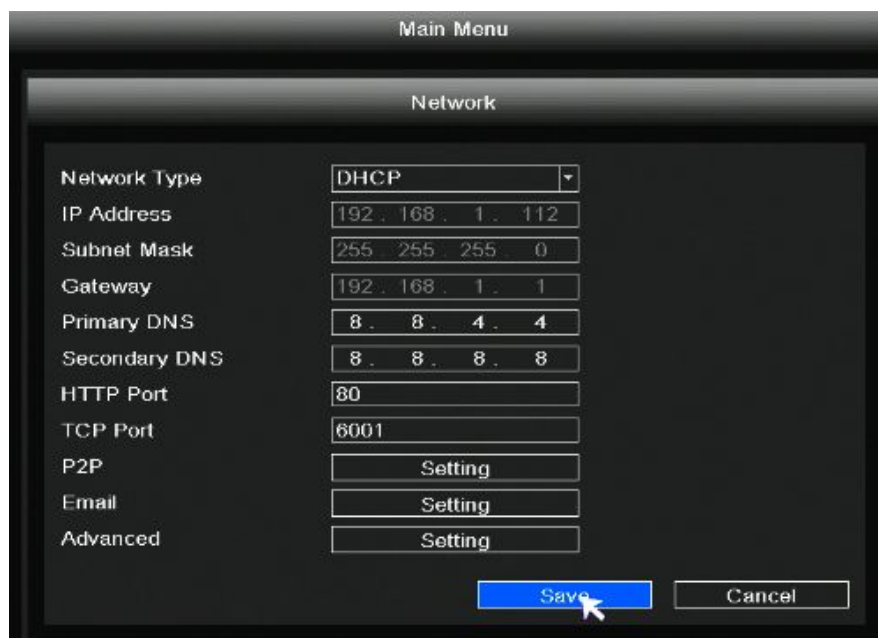 Main Menu
Network
Network Type DHCP
IP Address 192 . 168 . 1 . 112
Subnet Mask 255 . 255 . 255 . 0
Gateway 192 . 168 . 1 . 1
Primary DNS 8 . 8 . 4 . 4
Secondary DNS 8 . 8 . 8 . 8
HTTP Port 80
TCP Port 6001
P2P Setting
Email Setting
Advanced Setting
Save Cancel